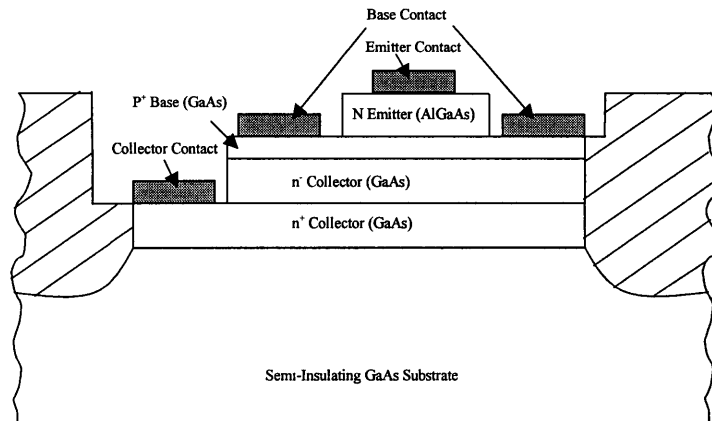 Base Contact
Emitter Contact
P+ Base (GaAs)
N Emitter (AlGaAs)
Collector Contact
n- Collector (GaAs)
n+ Collector (GaAs)
Semi-Insulating GaAs Substrate